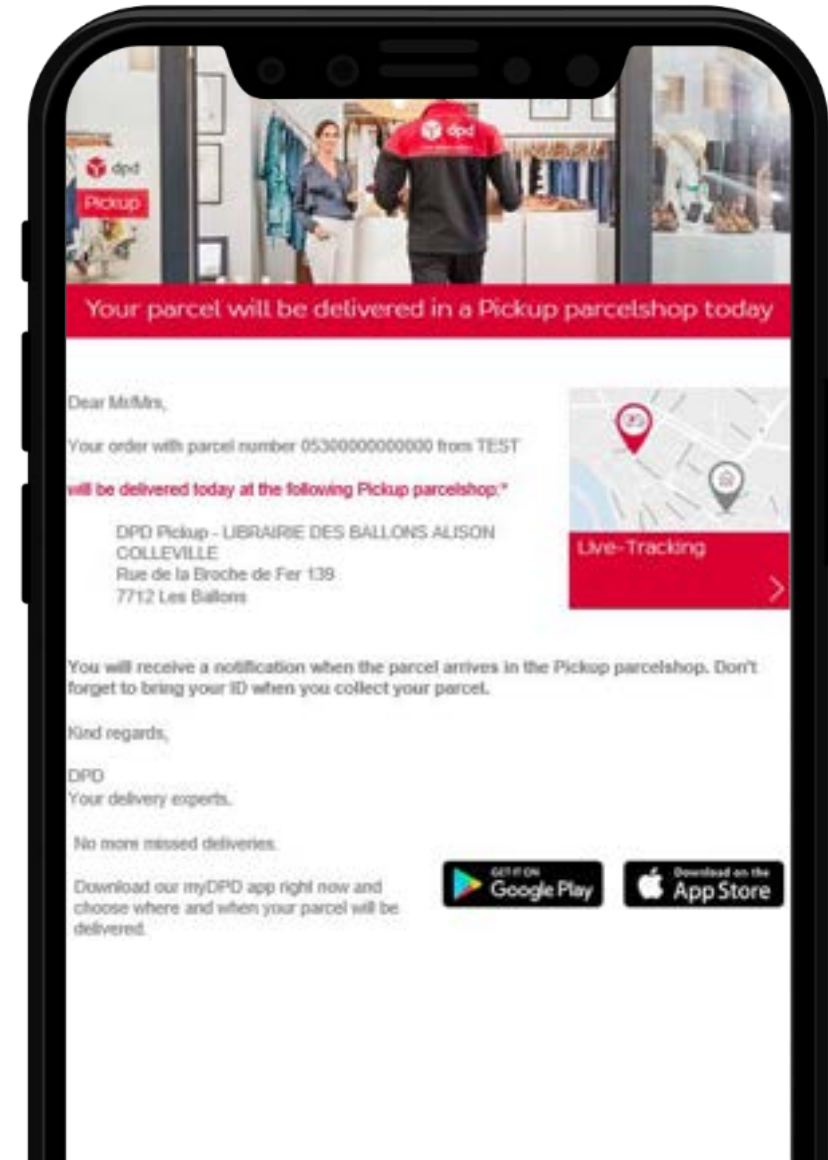 dpd
dpd
Pickup
Your parcel will be delivered in a Pickup parcelshop today
Dear Mr/Mrs,
Your order with parcel number 05300000000000 from TEST
will be delivered today at the following Pickup parcelshop:*
DPD Pickup - LIBRAIRIE DES BALLONS ALISON
COLLEVILLE
Rue de la Broche de Fer 139
7712 Les Ballons
Live-Tracking
You will receive a notification when the parcel arrives in the Pickup parcelshop. Don't
forget to bring your ID when you collect your parcel.
Kind regards,
DPD
Your delivery experts.
No more missed deliveries.
Download our myDPD app right now and
choose where and when your parcel will be
delivered.
GET IT ON
Google Play
Download on the
App Store